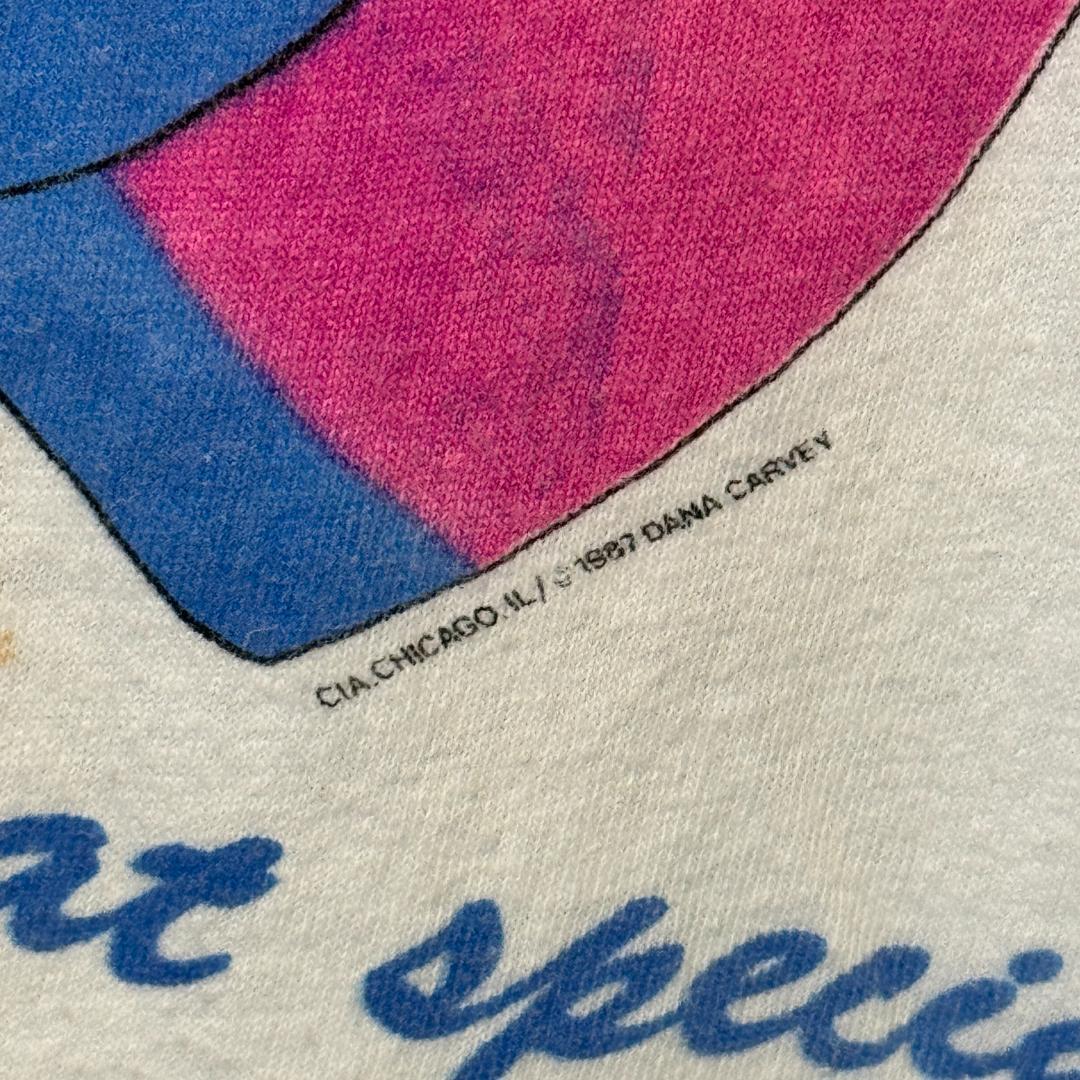 CIA.CHICAGO.IL/ © 1987 DANA CARVEY
at speci